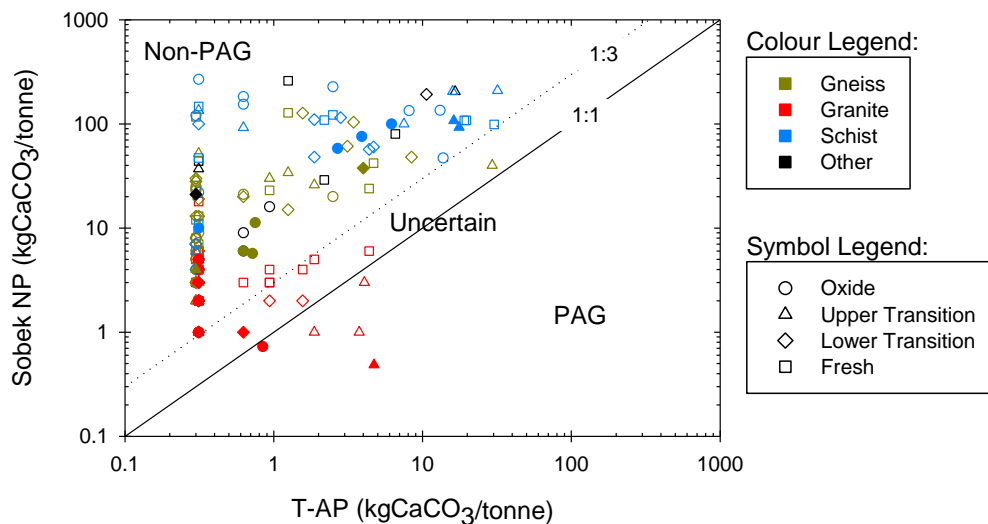 1000
100
10
1
0.1
Sobek NP (kgCaCO3/tonne)
Non-PAG
1:3
1:1
Uncertain
PAG
0.1
1
10
100
1000
T-AP (kgCaCO3/tonne)
Colour Legend:
Gneiss
Granite
Schist
Other
Symbol Legend:
Oxide
Upper Transition
Lower Transition
Fresh